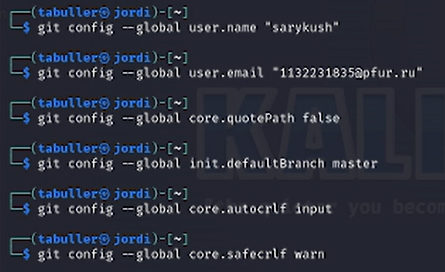 ┌──(tabuller㉿jordi)-[~]
└─$ git config --global user.name "sarykush"
┌──(tabuller㉿jordi)-[~]
└─$ git config --global user.email "1132231835@pfur.ru"
┌──(tabuller㉿jordi)-[~]
└─$ git config --global core.quotePath false
┌──(tabuller㉿jordi)-[~]
└─$ git config --global init.defaultBranch master
┌──(tabuller㉿jordi)-[~]
└─$ git config --global core.autocrlf input
┌──(tabuller㉿jordi)-[~]
└─$ git config --global core.safecrlf warn
KALI
you becom